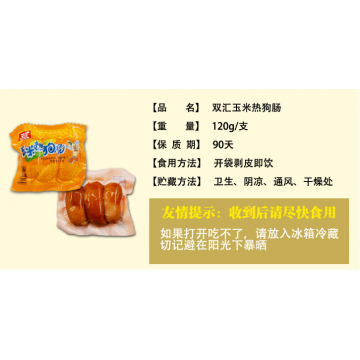 【品　　名】 双汇玉米热狗肠
【重　　量】 120g/支
【保 质 期】 90天
【食用方法】 开袋剥皮即饮
【贮藏方法】 卫生、阴凉、通风、干燥处
友情提示：收到后请尽快食用
如果打开吃不了，请放入冰箱冷藏
切记避在阳光下暴晒